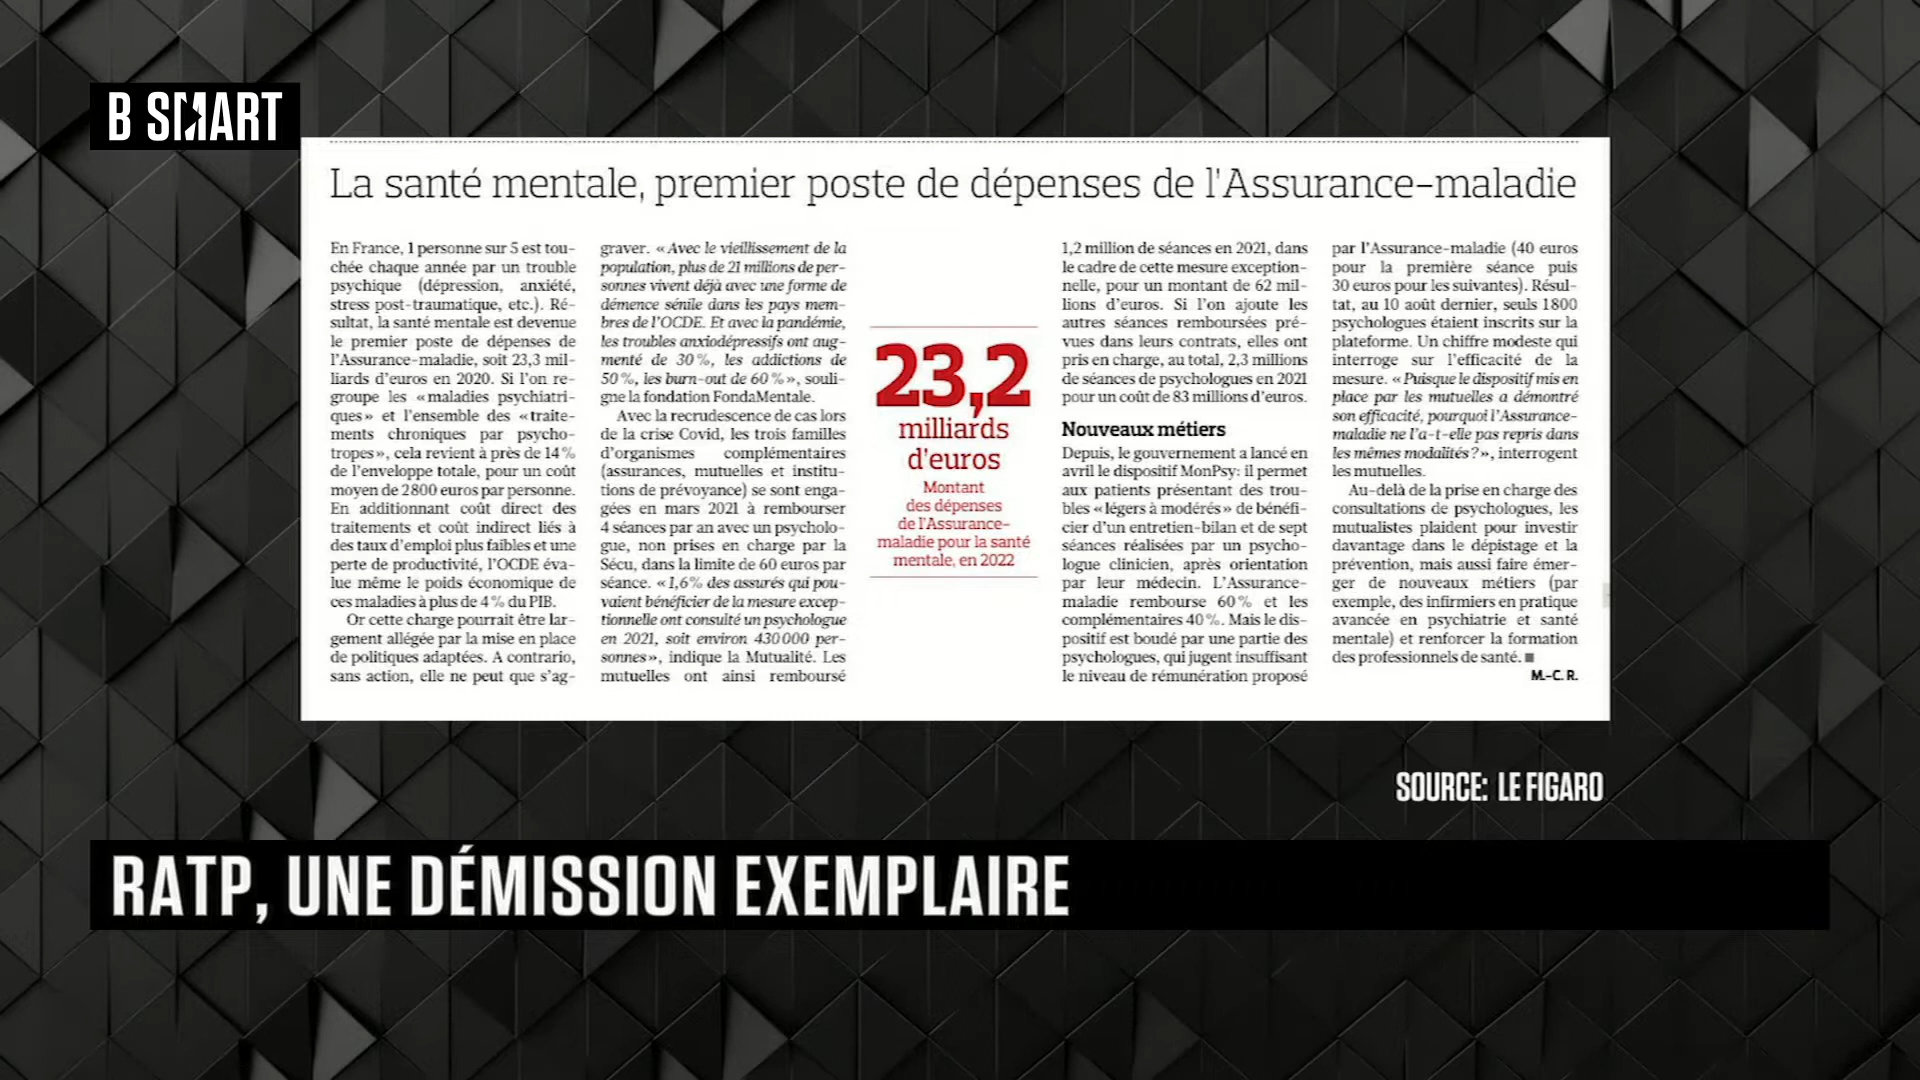 B SMART
La santé mentale, premier poste de dépenses de l'Assurance-maladie
En France, 1 personne sur 5 est tou-
chée chaque année par un trouble
psychique (dépression, anxiété,
stress post-traumatique, etc.). Ré-
sultat, la santé mentale est devenue
le premier poste de dépenses de
l'Assurance-maladie, soit 23,3 mil-
liards d'euros en 2020. Si l'on re-
groupe les «maladies psychiatri-
ques» et l'ensemble des «traite-
ments chroniques par psycho-
tropes», cela revient à près de 14%
de l'enveloppe totale, pour un coût
moyen de 2800 euros par personne.
En additionnant coût direct des
traitements et coût indirect liés à
des taux d'emploi plus faibles et une
perte de productivité, l'OCDE éva-
lue même le poids économique de
ces maladies à plus de 4% du PIB.
Or cette charge pourrait être lar-
gement allégée par la mise en place
de politiques adaptées. A contrario,
sans action, elle ne peut que s'ag-
graver. «Avec le vieillissement de la
population, plus de 21 millions de per-
sonnes vivent déjà avec une forme de
démence sénile dans les pays mem-
bres de l'OCDE. Et avec la pandémie,
les troubles anxiodépressifs ont aug-
menté de 30%, les addictions de
50%, les burn-out de 60%», souli-
gne la fondation FondaMentale.
Avec la recrudescence de cas lors
de la crise Covid, les trois familles
d'organismes complémentaires
(assurances, mutuelles et institu-
tions de prévoyance) se sont enga-
gées en mars 2021 à rembourser
4 séances par an avec un psycholo-
gue, non prises en charge par la
Sécu, dans la limite de 60 euros par
séance. «1,6% des assurés qui pou-
vaient bénéficier de la mesure excep-
tionnelle ont consulté un psychologue
en 2021, soit environ 430000 per-
sonnes», indique la Mutualité. Les
mutuelles ont ainsi remboursé
23,2
milliards
d'euros
Montant
des dépenses
de l'Assurance-
maladie pour la santé
mentale, en 2022
1,2 million de séances en 2021, dans
le cadre de cette mesure exception-
nelle, pour un montant de 62 mil-
lions d'euros. Si l'on ajoute les
autres séances remboursées pré-
vues dans leurs contrats, elles ont
pris en charge, au total, 2,3 millions
de séances de psychologues en 2021
pour un coût de 83 millions d'euros.
Nouveaux métiers
Depuis, le gouvernement a lancé en
avril le dispositif MonPsy: il permet
aux patients présentant des trou-
bles «légers à modérés» de bénéfi-
cier d'un entretien-bilan et de sept
séances réalisées par un psycho-
logue clinicien, après orientation
par leur médecin. L'Assurance-
maladie rembourse 60% et les
complémentaires 40%. Mais le dis-
positif est boudé par une partie des
psychologues, qui jugent insuffisant
le niveau de rémunération proposé
par l'Assurance-maladie (40 euros
pour la première séance puis
30 euros pour les suivantes). Résul-
tat, au 10 août dernier, seuls 1800
psychologues étaient inscrits sur la
plateforme. Un chiffre modeste qui
interroge sur l'efficacité de la
mesure. «Puisque le dispositif mis en
place par les mutuelles a démontré
son efficacité, pourquoi l'Assurance-
maladie ne l'a-t-elle pas repris dans
les mêmes modalités?», interrogent
les mutuelles.
Au-delà de la prise en charge des
consultations de psychologues, les
mutualistes plaident pour investir
davantage dans le dépistage et la
prévention, mais aussi faire émer-
ger de nouveaux métiers (par
exemple, des infirmiers en pratique
avancée en psychiatrie et santé
mentale) et renforcer la formation
des professionnels de santé. ■
M.-C. R.
SOURCE: LE FIGARO
RATP, UNE DÉMISSION EXEMPLAIRE